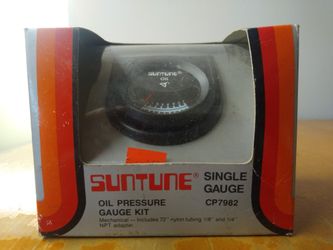 SUNTUNE®
OIL
SUNTUNE® SINGLE GAUGE
OIL PRESSURE GAUGE KIT
CP7982
Mechanical — Includes 72" nylon tubing 1/8" and 1/4" NPT adapter